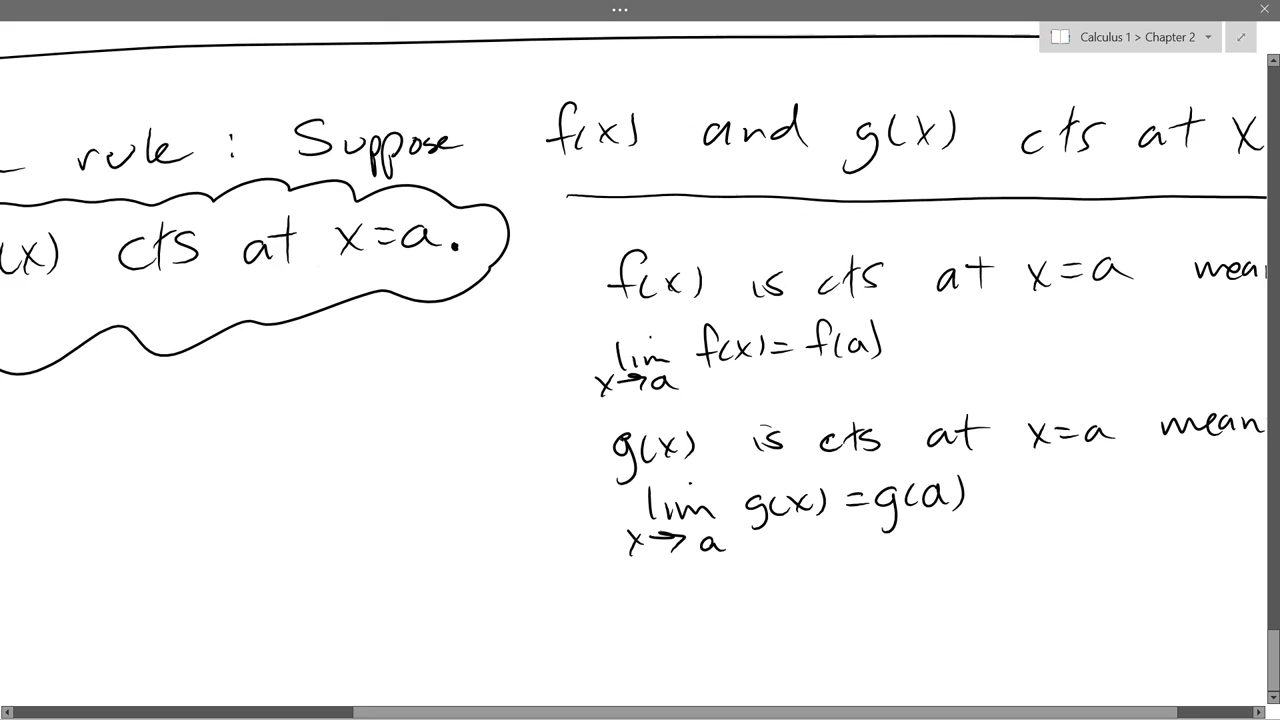 Calculus 1 > Chapter 2
rule : Suppose f(x) and g(x) cts at x
(x) cts at x=a.
f(x) is cts at x=a mea
lim f(x)= f(a)
x→a
g(x) is cts at x=a mean
lim g(x) = g(a)
x→a